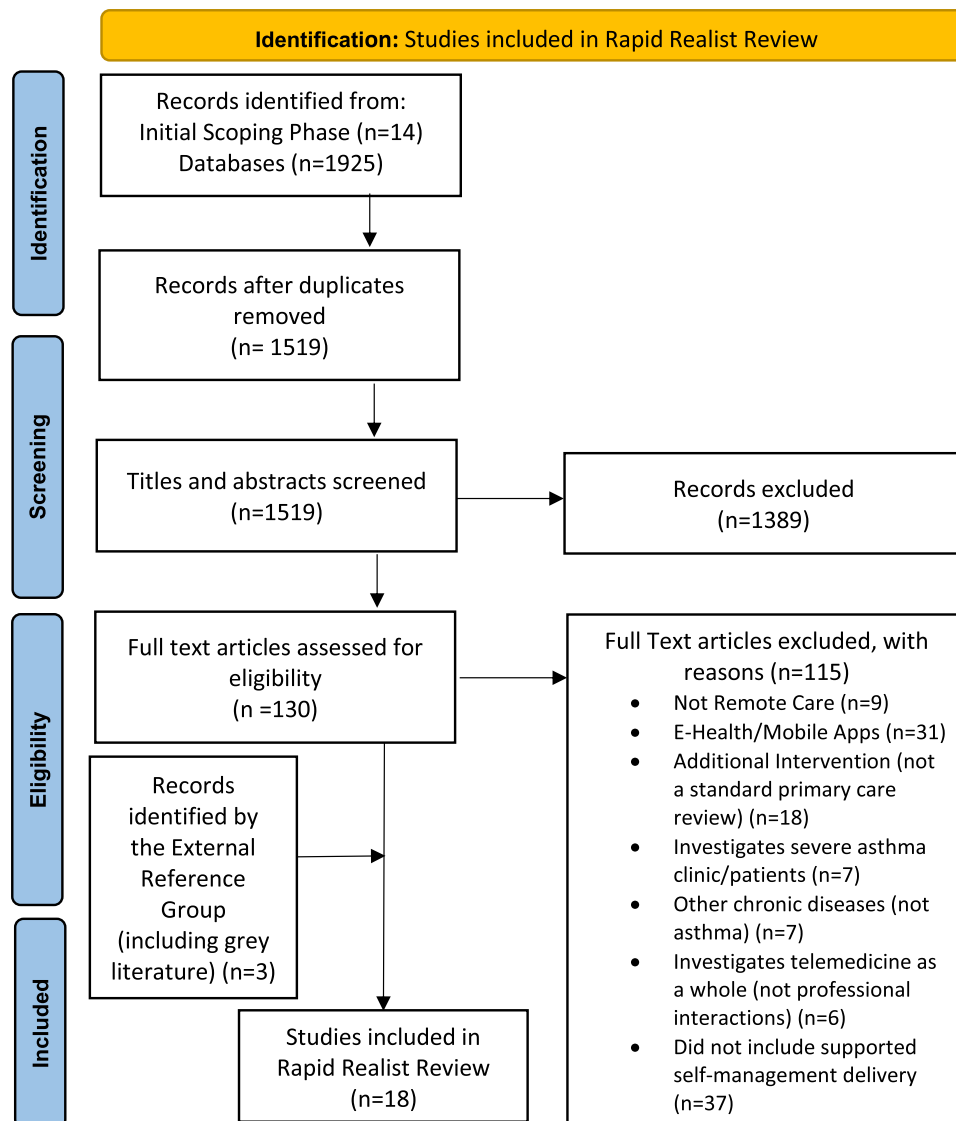 Identification: Studies included in Rapid Realist Review
Identification
Records identified from:
Initial Scoping Phase (n=14)
Databases (n=1925)
Records after duplicates
removed
(n= 1519)
Screening
Titles and abstracts screened
(n=1519)
Records excluded
(n=1389)
Eligibility
Full text articles assessed for
eligibility
(n =130)
Full Text articles excluded, with
reasons (n=115)
• Not Remote Care (n=9)
• E-Health/Mobile Apps (n=31)
• Additional Intervention (not
a standard primary care
review) (n=18)
• Investigates severe asthma
clinic/patients (n=7)
• Other chronic diseases (not
asthma) (n=7)
• Investigates telemedicine as
a whole (not professional
interactions) (n=6)
• Did not include supported
self-management delivery
(n=37)
Records
identified by
the External
Reference
Group
(including grey
literature) (n=3)
Included
Studies included in
Rapid Realist Review
(n=18)